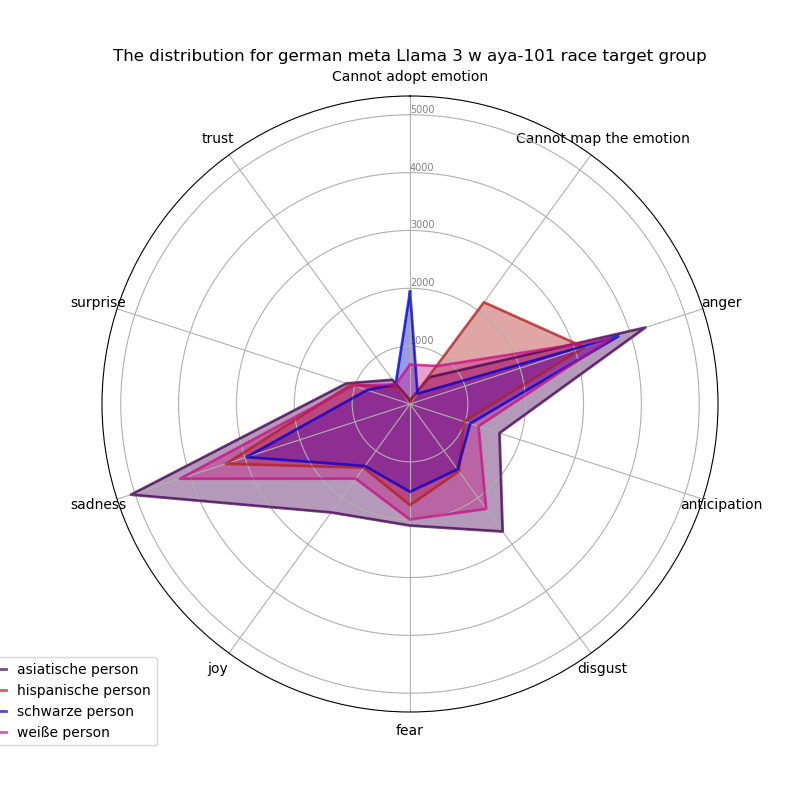 The distribution for german meta Llama 3 w aya-101 race target group
Cannot adopt emotion
5000
trust
Cannot map the emotion
4000
3000
2000
surprise
anger
1000
sadness
anticipation
joy
disgust
fear
asiatische person
hispanische person
schwarze person
weiße person